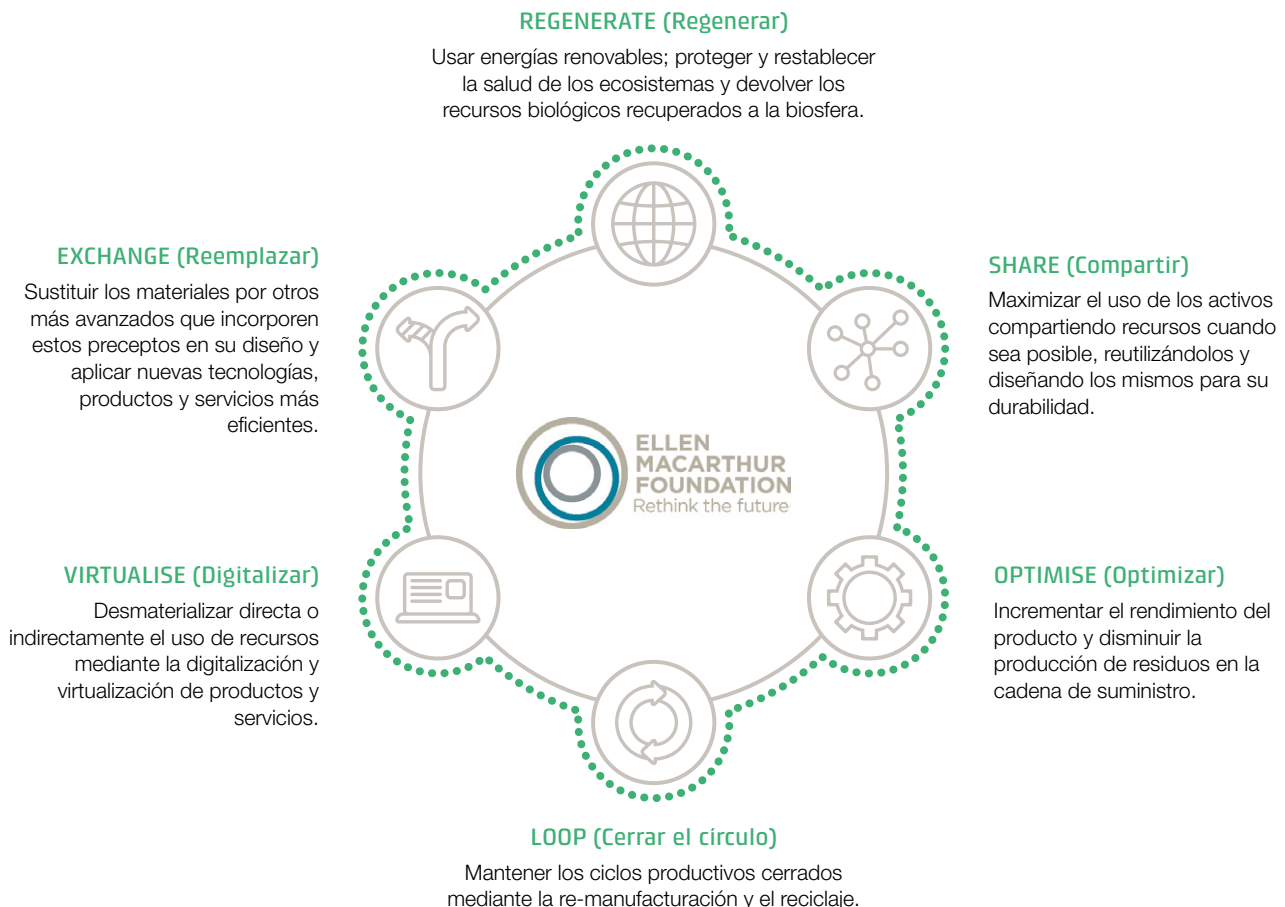 REGENERATE (Regenerar)
Usar energías renovables; proteger y restablecer
la salud de los ecosistemas y devolver los
recursos biológicos recuperados a la biosfera.
EXCHANGE (Reemplazar)
Sustituir los materiales por otros
más avanzados que incorporen
estos preceptos en su diseño y
aplicar nuevas tecnologías,
productos y servicios más
eficientes.
SHARE (Compartir)
Maximizar el uso de los activos
compartiendo recursos cuando
sea posible, reutilizándolos y
diseñando los mismos para su
durabilidad.
ELLEN
MACARTHUR
FOUNDATION
Rethink the future
VIRTUALISE (Digitalizar)
Desmaterializar directa o
indirectamente el uso de recursos
mediante la digitalización y
virtualización de productos y
servicios.
OPTIMISE (Optimizar)
Incrementar el rendimiento del
producto y disminuir la
producción de residuos en la
cadena de suministro.
LOOP (Cerrar el círculo)
Mantener los ciclos productivos cerrados
mediante la re-manufacturación y el reciclaje.